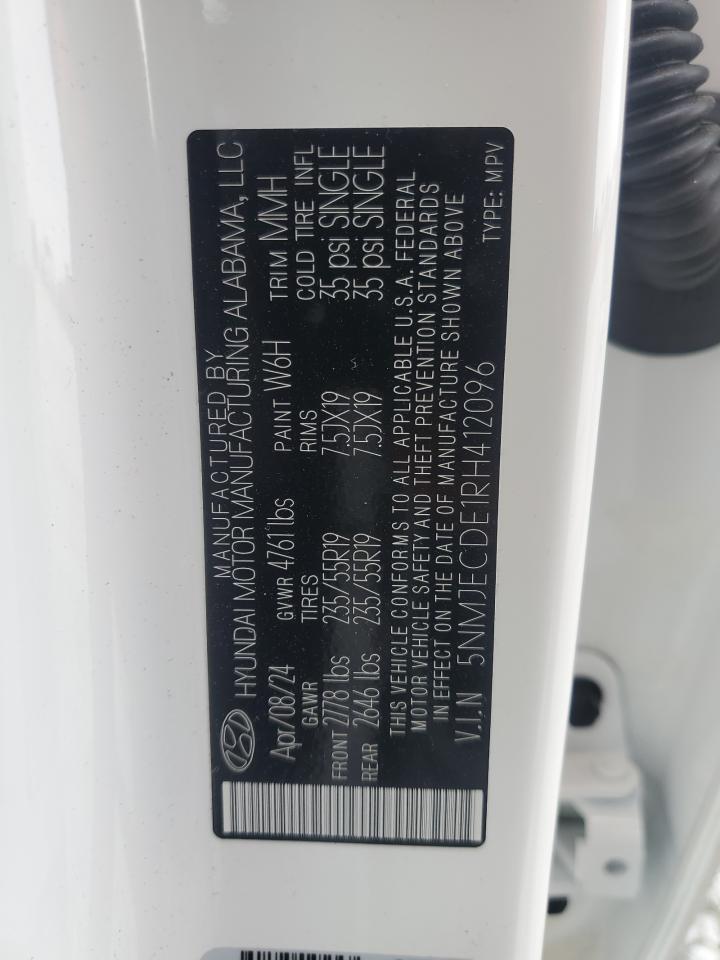 MANUFACTURED BY
HYUNDAI MOTOR MANUFACTURING ALABAMA, LLC
Apr/08/24 GVWR 4761 lbs PAINT W6H TRIM MMH
GAWR TIRES RIMS COLD TIRE INFL
FRONT 2778 lbs 235/55R19 7.5JX19 35 psi SINGLE
REAR 2646 lbs 235/55R19 7.5JX19 35 psi SINGLE
THIS VEHICLE CONFORMS TO ALL APPLICABLE U.S.A. FEDERAL
MOTOR VEHICLE SAFETY AND THEFT PREVENTION STANDARDS
IN EFFECT ON THE DATE OF MANUFACTURE SHOWN ABOVE
V.I.N 5NMJECDE1RH412096
TYPE: MPV